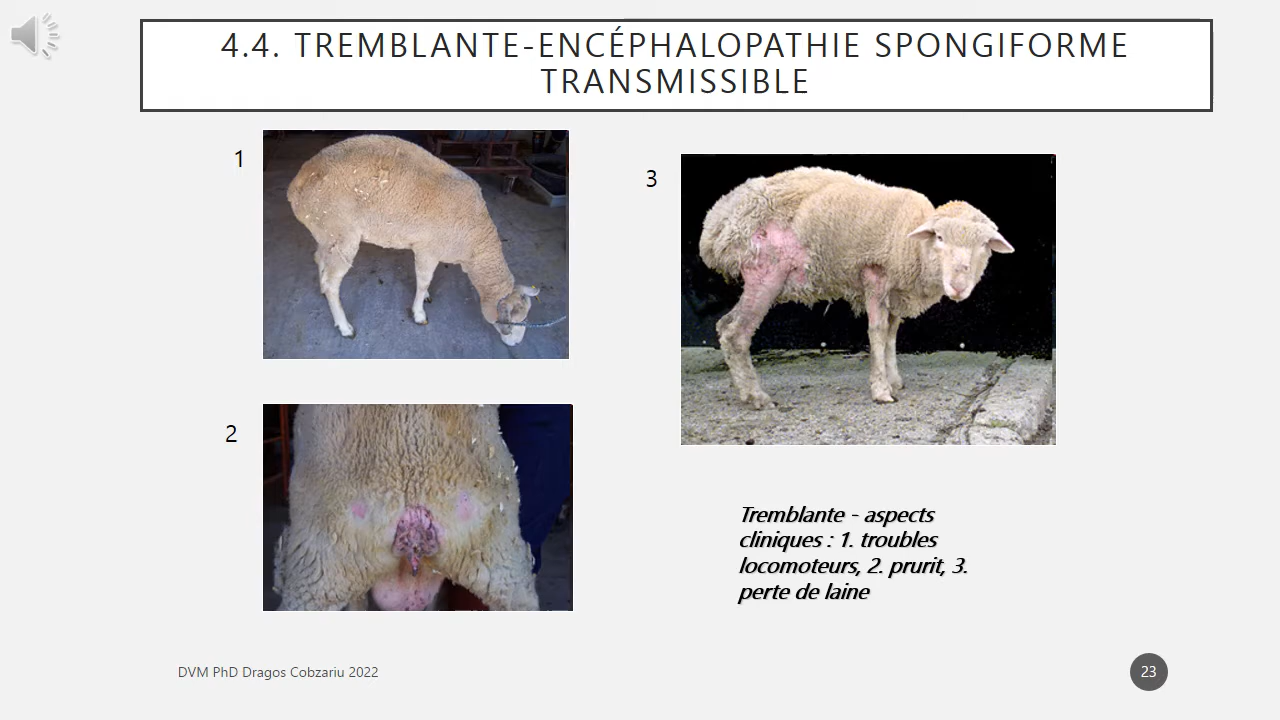 4.4. TREMBLANTE-ENCÉPHALOPATHIE SPONGIFORME
TRANSMISSIBLE
1
2
3
Tremblante - aspects
cliniques : 1. troubles
locomoteurs, 2. prurit, 3.
perte de laine
DVM PhD Dragos Cobzariu 2022
23